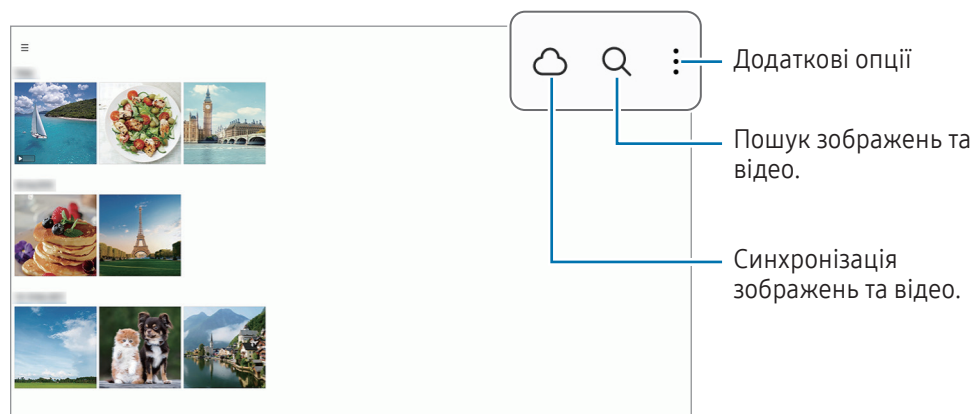 Додаткові опції
Пошук зображень та
відео.
Синхронізація
зображень та відео.